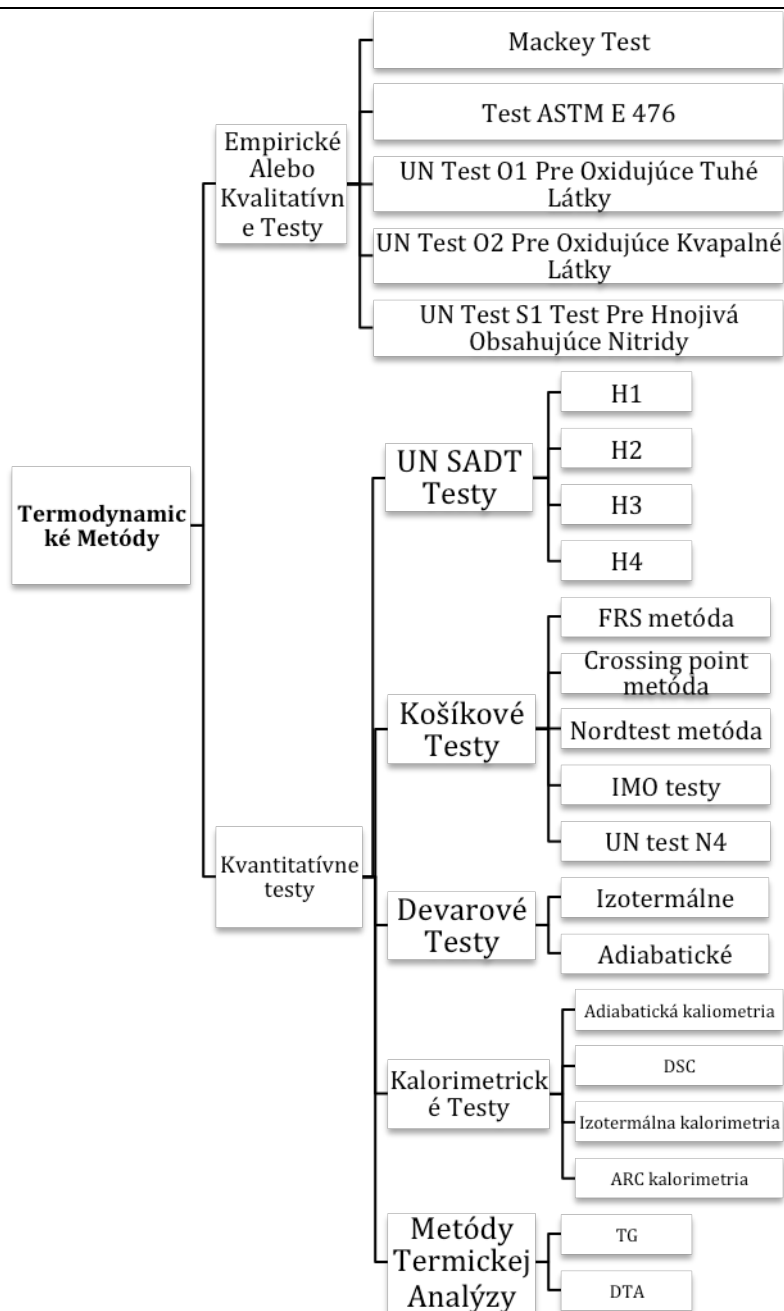 Mackey Test
Test ASTM E 476
Empirické
Alebo
Kvalitatívn
e Testy
UN Test O1 Pre Oxidujúce Tuhé
Látky
UN Test O2 Pre Oxidujúce Kvapalné
Látky
UN Test S1 Test Pre Hnojivá
Obsahujúce Nitridy
Termodynamic
ké Metódy
Kvantitatívne
testy
UN SADT
Testy
H1
H2
H3
H4
Košíkové
Testy
FRS metóda
Crossing point
metóda
Nordtest metóda
IMO testy
UN test N4
Devarové
Testy
Izotermálne
Adiabatické
Kalorimetrick
é Testy
Adiabatická kaliometria
DSC
Izotermálna kalorimetria
ARC kalorimetria
Metódy
Termickej
Analýzy
TG
DTA